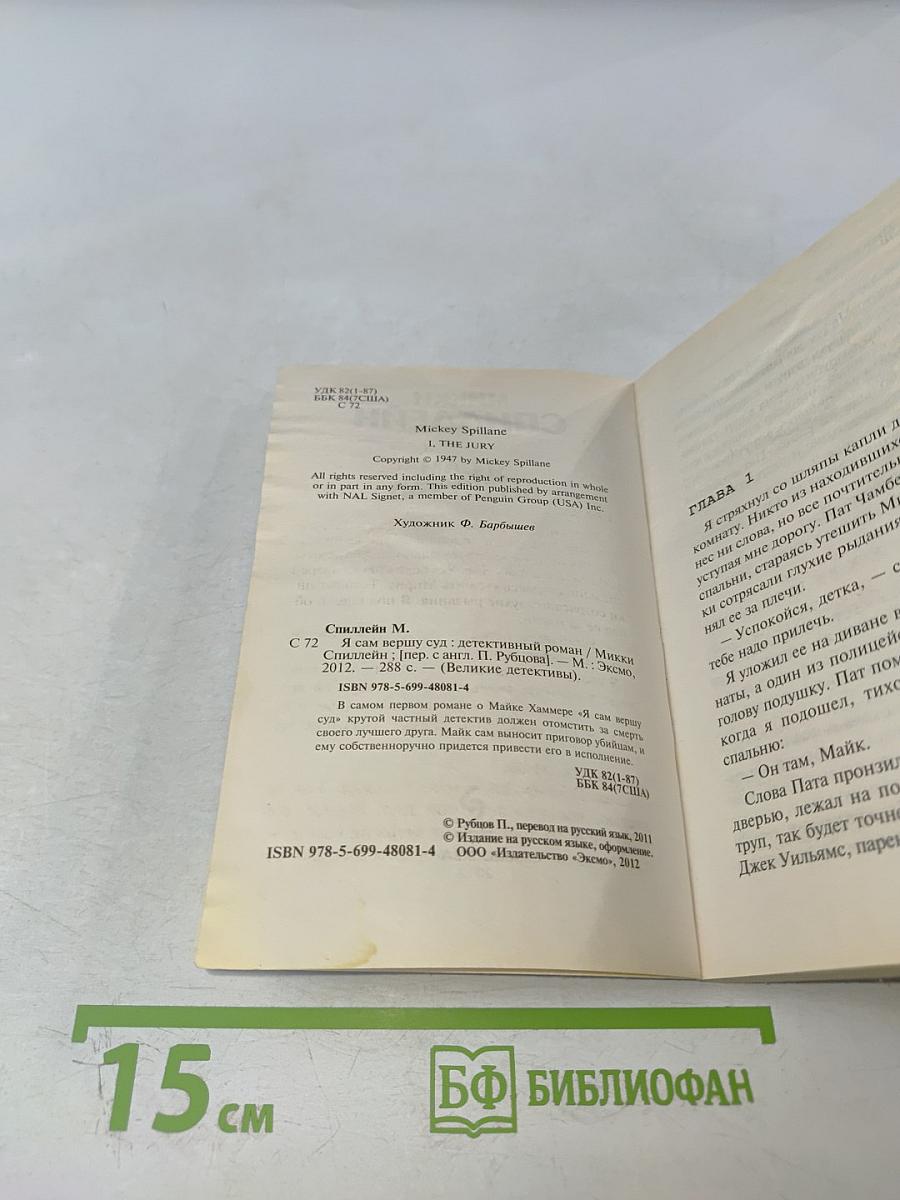 УДК 82(1-87)
ББК 84(7США)
С 72
Mickey Spillane
I, THE JURY
Copyright © 1947 by Mickey Spillane
All rights reserved including the right of reproduction in whole
or in part in any form. This edition published by arrangement
with NAL Signet, a member of Penguin Group (USA) Inc.
Художник Ф. Барбышев
Спиллейн М.
С 72 Я сам вершу суд : детективный роман / Микки
Спиллейн ; [пер. с англ. П. Рубцова]. — М. : Эксмо,
2012. — 288 с. — (Великие детективы).
ISBN 978-5-699-48081-4
В самом первом романе о Майке Хаммере «Я сам вершу
суд» крутой частный детектив должен отомстить за смерть
своего лучшего друга. Майк сам выносит приговор убийцам, и
ему собственноручно придется привести его в исполнение.
УДК 82(1-87)
ББК 84(7США)
© Рубцов П., перевод на русский язык, 2011
© Издание на русском языке, оформление.
ISBN 978-5-699-48081-4 ООО «Издательство «Эксмо», 2012
ГЛАВА 1
Я стряхнул со шляпы капли д
комнату. Никто из находивших
нес ни слова, но все почтитель
уступая мне дорогу. Пат Чамбе
спальни, стараясь утешить Ми
ки сотрясали глухие рыдания
нял ее за плечи.
— Успокойся, детка, — с
тебе надо прилечь.
Я уложил ее на диване в
наты, а один из полицей
голову подушку. Пат пом
когда я подошел, тихо
спальню:
— Он там, Майк.
Слова Пата пронзил
дверью, лежал на по
труп, так будет точне
Джек Уильямс, парен
15 см
БФ БИБЛИОФАН